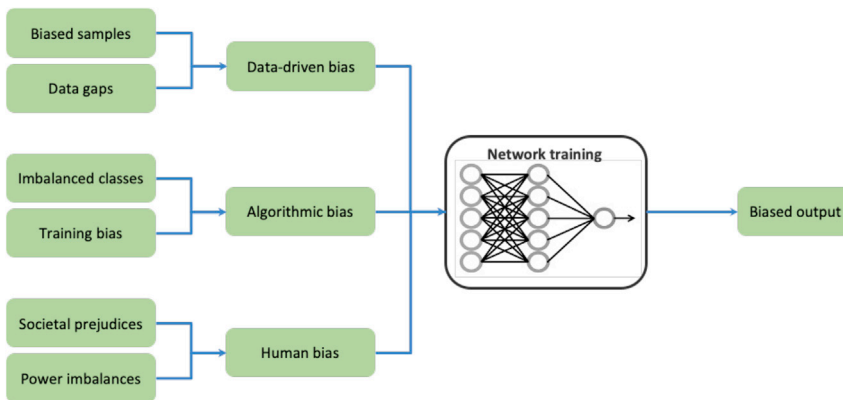 Biased samples
Data gaps
Data-driven bias
Imbalanced classes
Training bias
Algorithmic bias
Societal prejudices
Power imbalances
Human bias
Network training
Biased output